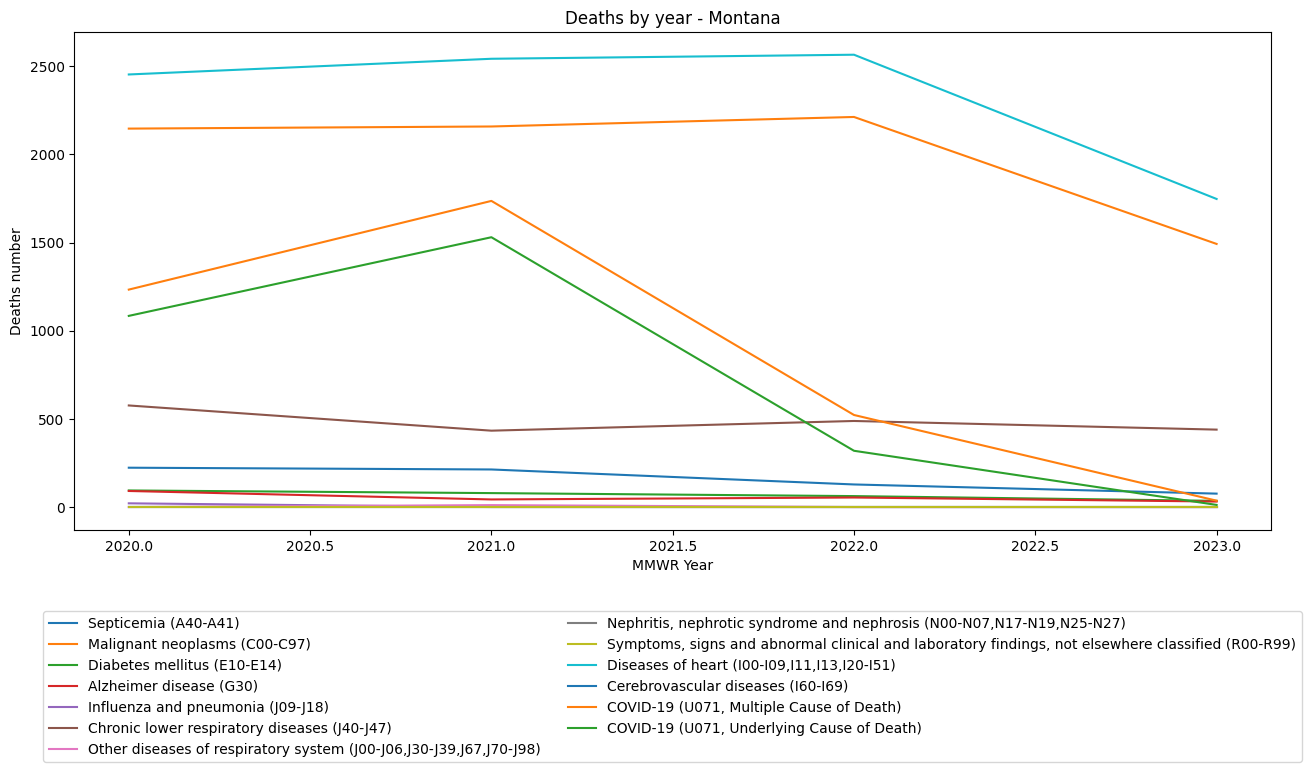 Deaths by year - Montana
Deaths number
2500
2000
1500
1000
500
0
2020.0 2020.5 2021.0 2021.5 2022.0 2022.5 2023.0
MMWR Year
Septicemia (A40-A41)
Malignant neoplasms (C00-C97)
Diabetes mellitus (E10-E14)
Alzheimer disease (G30)
Influenza and pneumonia (J09-J18)
Chronic lower respiratory diseases (J40-J47)
Other diseases of respiratory system (J00-J06,J30-J39,J67,J70-J98)
Nephritis, nephrotic syndrome and nephrosis (N00-N07,N17-N19,N25-N27)
Symptoms, signs and abnormal clinical and laboratory findings, not elsewhere classified (R00-R99)
Diseases of heart (I00-I09,I11,I13,I20-I51)
Cerebrovascular diseases (I60-I69)
COVID-19 (U071, Multiple Cause of Death)
COVID-19 (U071, Underlying Cause of Death)